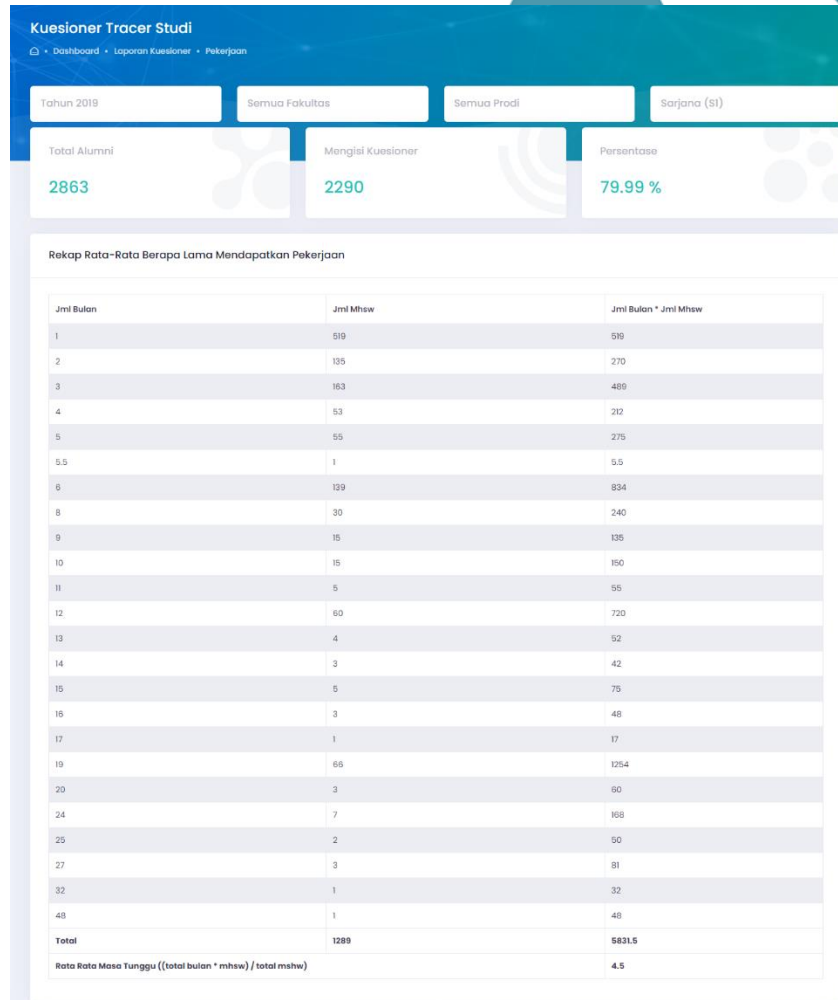 Kuesioner Tracer Studi
Dashboard • Laporan Kuesioner • Pekerjaan
Tahun 2019 Semua Fakultas Semua Prodi Sarjana (S1)
Total Alumni Mengisi Kuesioner Persentase
2863 2290 79.99 %
Rekap Rata-Rata Berapa Lama Mendapatkan Pekerjaan
Jml Bulan Jml Mhsw Jml Bulan * Jml Mhsw
1 519 519
2 135 270
3 163 489
4 53 212
5 55 275
5.5 1 5.5
6 139 834
8 30 240
9 15 135
10 15 150
11 5 55
12 60 720
13 4 52
14 3 42
15 5 75
16 3 48
17 1 17
19 66 1254
20 3 60
24 7 168
25 2 50
27 3 81
32 1 32
48 1 48
Total 1289 5831.5
Rata Rata Masa Tunggu ((total bulan * mhsw) / total mshw) 4.5